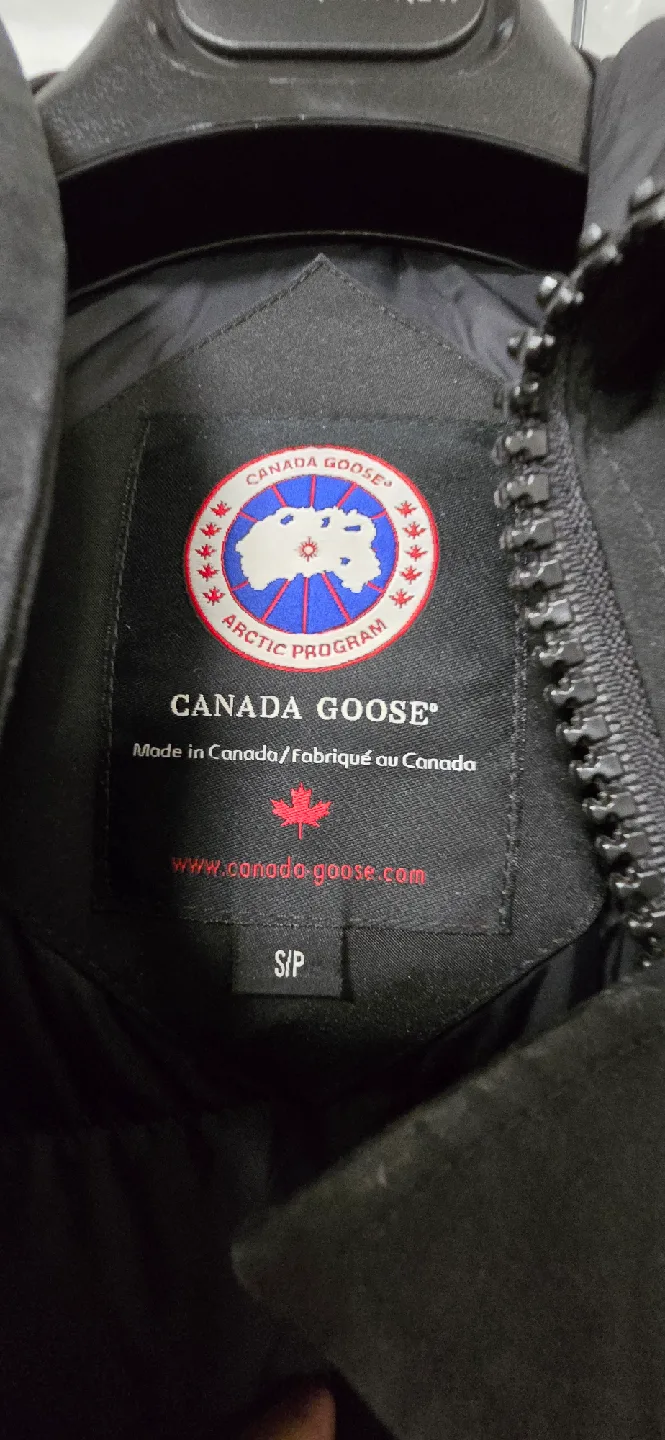 CANADA GOOSE®
ARCTIC PROGRAM
CANADA GOOSE®
Made in Canada/Fabriqué au Canada
www.canada-goose.com
S/P